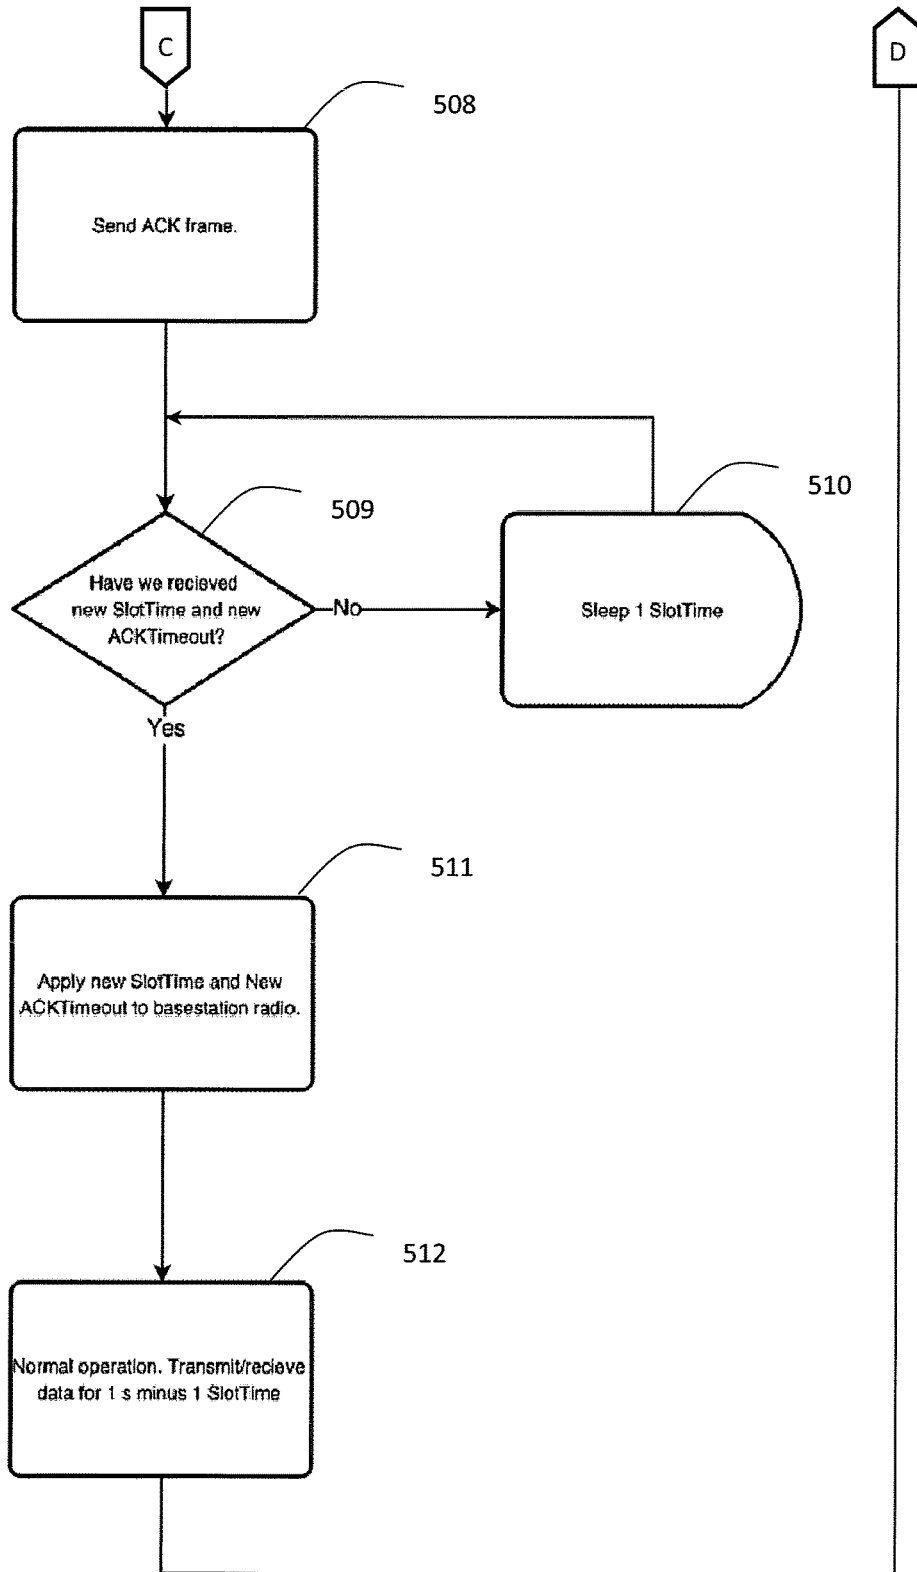 C
D
508
Send ACK frame.
509
510
Have we recieved
new SlotTime and new
ACKTimeout?
No
Sleep 1 SlotTime
Yes
511
Apply new SlotTime and New
ACKTimeout to basestation radio.
512
Normal operation. Transmit/recieve
data for 1 s minus 1 SlotTime